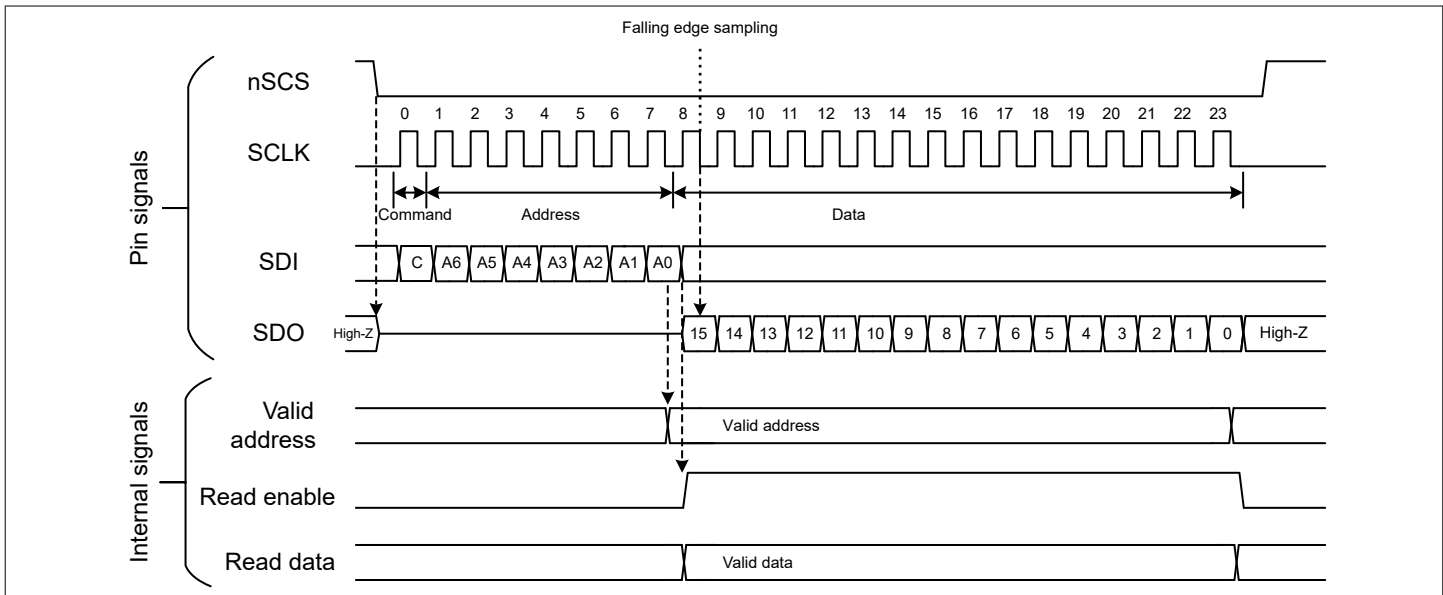 Falling edge sampling
nSCS
0 1 2 3 4 5 6 7 8 9 10 11 12 13 14 15 16 17 18 19 20 21 22 23
SCLK
Command Address Data
Pin signals
SDI C A6 A5 A4 A3 A2 A1 A0
SDO High-Z 15 14 13 12 11 10 9 8 7 6 5 4 3 2 1 0 High-Z
Internal signals
Valid
address
Valid address
Read enable
Read data Valid data